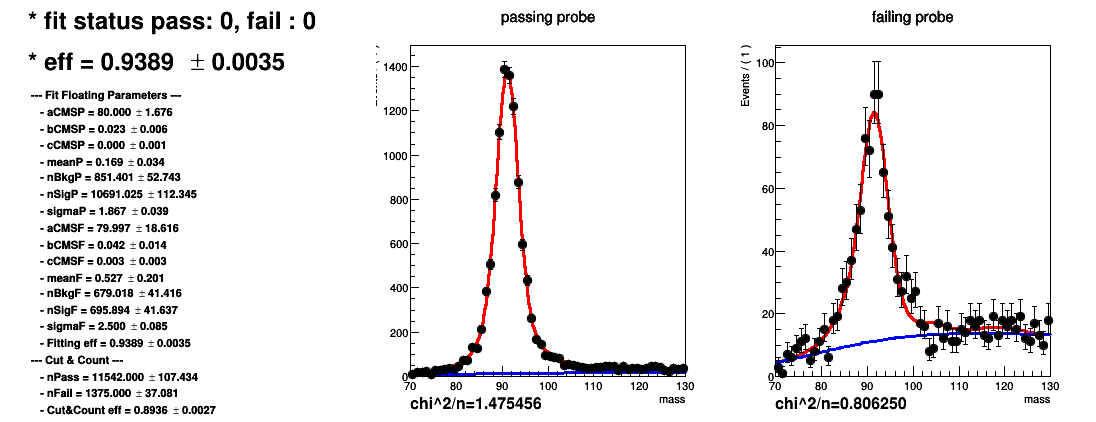 * fit status pass: 0, fail : 0
* eff = 0.9389 ± 0.0035
--- Fit Floating Parameters ---
- aCMSP = 80.000 ± 1.676
- bCMSP = 0.023 ± 0.006
- cCMSP = 0.000 ± 0.001
- meanP = 0.169 ± 0.034
- nBkgP = 851.401 ± 52.743
- nSigP = 10691.025 ± 112.345
- sigmaP = 1.867 ± 0.039
- aCMSF = 79.997 ± 18.616
- bCMSF = 0.042 ± 0.014
- cCMSF = 0.003 ± 0.003
- meanF = 0.527 ± 0.201
- nBkgF = 679.018 ± 41.416
- nSigF = 695.894 ± 41.637
- sigmaF = 2.500 ± 0.085
- Fitting eff = 0.9389 ± 0.0035
--- Cut & Count ---
- nPass = 11542.000 ± 107.434
- nFail = 1375.000 ± 37.081
- Cut&Count eff = 0.8936 ± 0.0027
passing probe
1400
1200
1000
800
600
400
200
0
70 80 90 100 110 120 130
mass
chi^2/n=1.475456
failing probe
Events / ( 1 )
100
80
60
40
20
0
70 80 90 100 110 120 130
mass
chi^2/n=0.806250